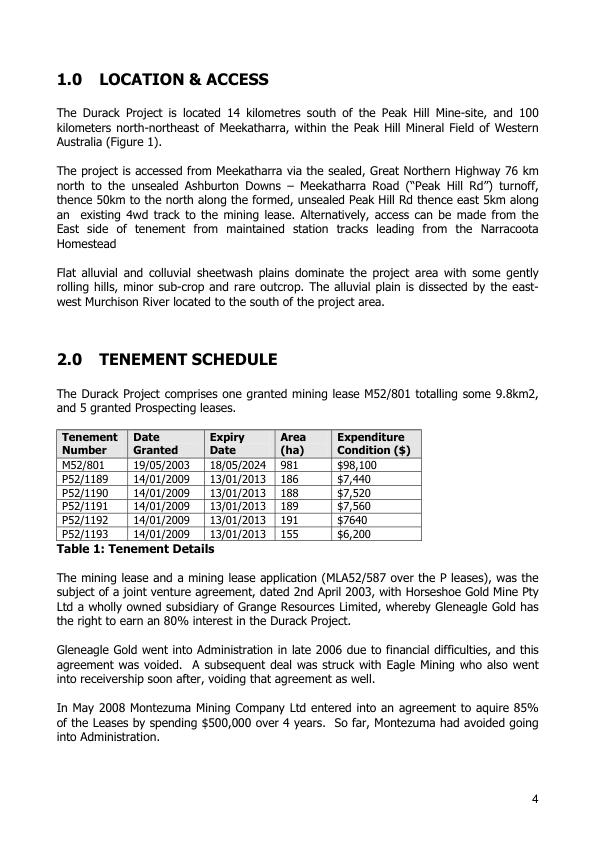 1.0 LOCATION & ACCESS
The Durack Project is located 14 kilometres south of the Peak Hill Mine-site, and 100
kilometers north-northeast of Meekatharra, within the Peak Hill Mineral Field of Western
Australia (Figure 1).
The project is accessed from Meekatharra via the sealed, Great Northern Highway 76 km
north to the unsealed Ashburton Downs – Meekatharra Road (“Peak Hill Rd”) turnoff,
thence 50km to the north along the formed, unsealed Peak Hill Rd thence east 5km along
an existing 4wd track to the mining lease. Alternatively, access can be made from the
East side of tenement from maintained station tracks leading from the Narracoota
Homestead
Flat alluvial and colluvial sheetwash plains dominate the project area with some gently
rolling hills, minor sub-crop and rare outcrop. The alluvial plain is dissected by the east-
west Murchison River located to the south of the project area.
2.0 TENEMENT SCHEDULE
The Durack Project comprises one granted mining lease M52/801 totalling some 9.8km2,
and 5 granted Prospecting leases.
Tenement Date Expiry Area Expenditure
Number Granted Date (ha) Condition ($)
M52/801 19/05/2003 18/05/2024 981 $98,100
P52/1189 14/01/2009 13/01/2013 186 $7,440
P52/1190 14/01/2009 13/01/2013 188 $7,520
P52/1191 14/01/2009 13/01/2013 189 $7,560
P52/1192 14/01/2009 13/01/2013 191 $7640
P52/1193 14/01/2009 13/01/2013 155 $6,200
Table 1: Tenement Details
The mining lease and a mining lease application (MLA52/587 over the P leases), was the
subject of a joint venture agreement, dated 2nd April 2003, with Horseshoe Gold Mine Pty
Ltd a wholly owned subsidiary of Grange Resources Limited, whereby Gleneagle Gold has
the right to earn an 80% interest in the Durack Project.
Gleneagle Gold went into Administration in late 2006 due to financial difficulties, and this
agreement was voided. A subsequent deal was struck with Eagle Mining who also went
into receivership soon after, voiding that agreement as well.
In May 2008 Montezuma Mining Company Ltd entered into an agreement to aquire 85%
of the Leases by spending $500,000 over 4 years. So far, Montezuma had avoided going
into Administration.
4